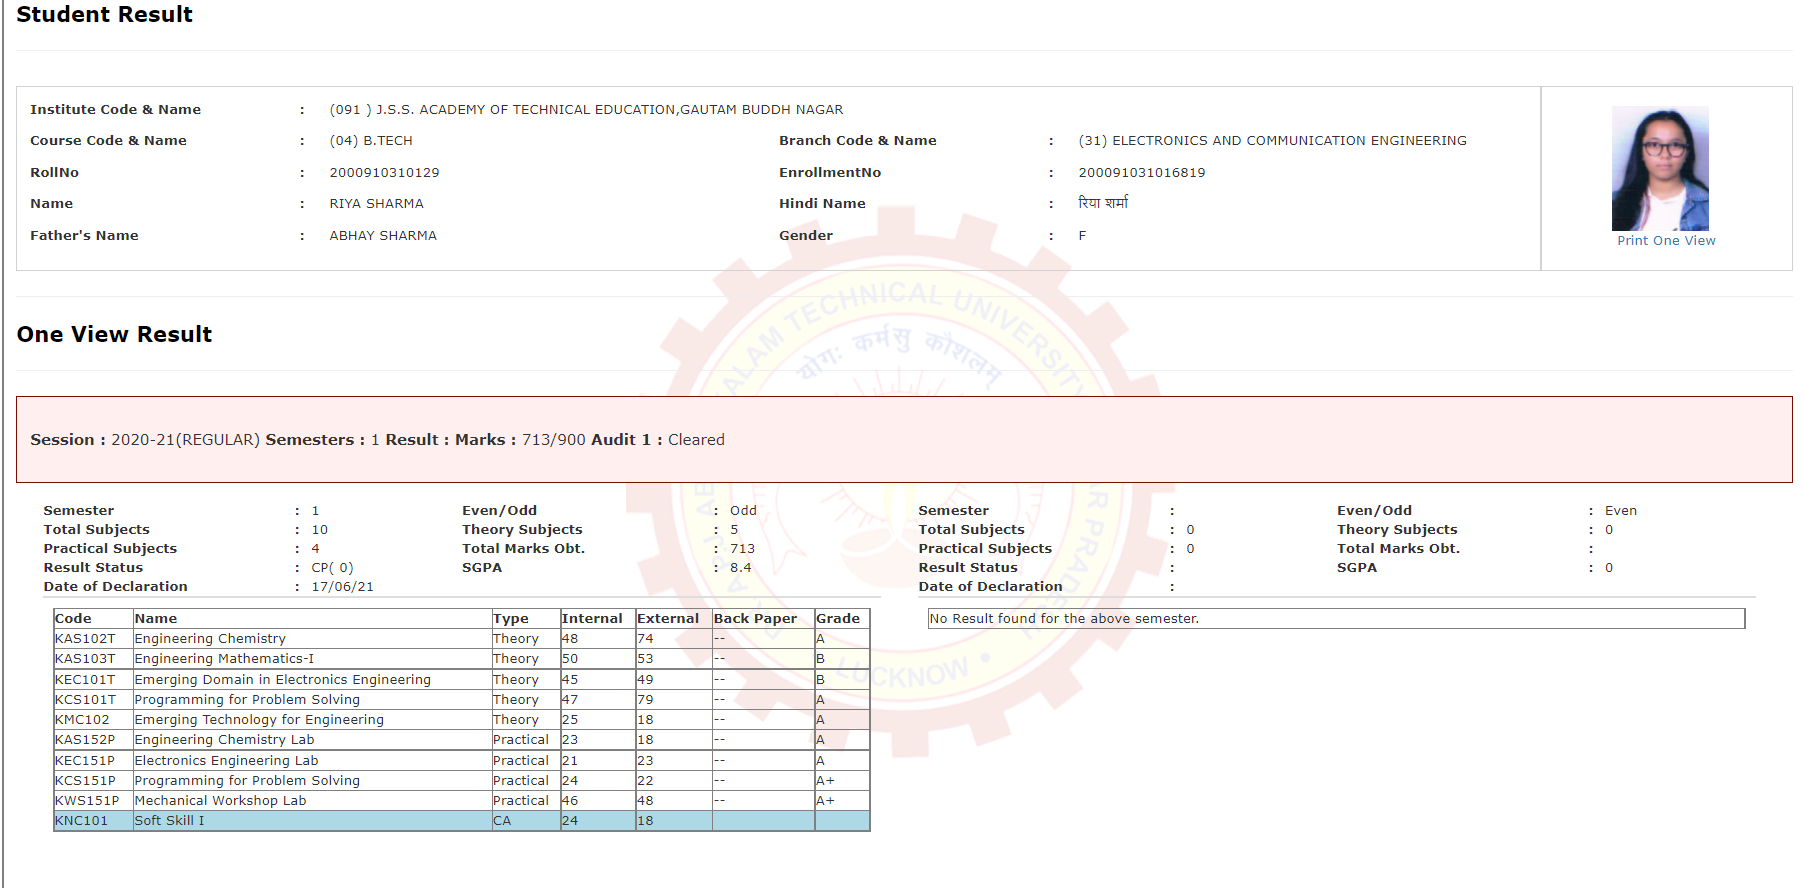 Student Result
Institute Code & Name : (091 ) J.S.S. ACADEMY OF TECHNICAL EDUCATION,GAUTAM BUDDH NAGAR
Course Code & Name : (04) B.TECH Branch Code & Name : (31) ELECTRONICS AND COMMUNICATION ENGINEERING
RollNo : 2000910310129 EnrollmentNo : 200091031016819
Name : RIYA SHARMA Hindi Name : रिया शर्मा
Father's Name : ABHAY SHARMA Gender : F
Print One View
One View Result
Session : 2020-21(REGULAR) Semesters : 1 Result : Marks : 713/900 Audit 1 : Cleared
Semester : 1 Even/Odd : Odd
Total Subjects : 10 Theory Subjects : 5
Practical Subjects : 4 Total Marks Obt. : 713
Result Status : CP( 0) SGPA : 8.4
Date of Declaration : 17/06/21
Code Name Type Internal External Back Paper Grade
KAS102T Engineering Chemistry Theory 48 74 -- A
KAS103T Engineering Mathematics-I Theory 50 53 -- B
KEC101T Emerging Domain in Electronics Engineering Theory 45 49 -- B
KCS101T Programming for Problem Solving Theory 47 79 -- A
KMC102 Emerging Technology for Engineering Theory 25 18 -- A
KAS152P Engineering Chemistry Lab Practical 23 18 -- A
KEC151P Electronics Engineering Lab Practical 21 23 -- A
KCS151P Programming for Problem Solving Practical 24 22 -- A+
KWS151P Mechanical Workshop Lab Practical 46 48 -- A+
KNC101 Soft Skill I CA 24 18
Semester : Even/Odd : Even
Total Subjects : 0 Theory Subjects : 0
Practical Subjects : 0 Total Marks Obt. :
Result Status : SGPA : 0
Date of Declaration :
No Result found for the above semester.
KALAM TECHNICAL UNIVERSITY
योगः कर्मसु कौशलम्
LUCKNOW